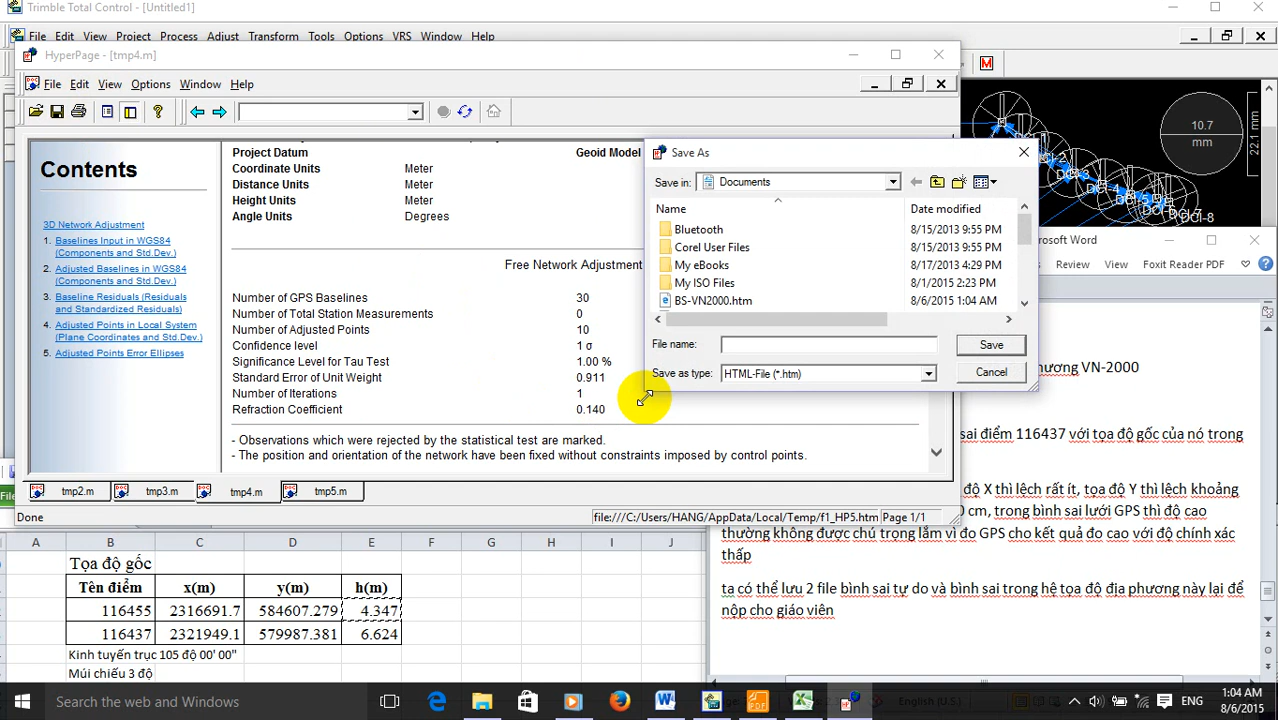 Trimble Total Control - [Untitled1]
File Edit View Project Process Adjust Transform Tools Options VRS Window Help
HyperPage - [tmp4.m]
File Edit View Options Window Help
Contents
3D Network Adjustment
1. Baselines Input in WGS84
(Components and Std.Dev.)
2. Adjusted Baselines in WGS84
(Components and Std.Dev.)
3. Baseline Residuals (Residuals
and Standardized Residuals)
4. Adjusted Points in Local System
(Plane Coordinates and Std.Dev.)
5. Adjusted Points Error Ellipses
Project Datum Geoid Model
Coordinate Units Meter
Distance Units Meter
Height Units Meter
Angle Units Degrees
Free Network Adjustment
Number of GPS Baselines 30
Number of Total Station Measurements 0
Number of Adjusted Points 10
Confidence level 1 σ
Significance Level for Tau Test 1.00 %
Standard Error of Unit Weight 0.911
Number of Iterations 1
Refraction Coefficient 0.140
- Observations which were rejected by the statistical test are marked.
- The position and orientation of the network have been fixed without constraints imposed by control points.
tmp2.m tmp3.m tmp4.m tmp5.m
Done file:///C:/Users/HANG/AppData/Local/Temp/f1_HP5.htm Page 1/1
Save As
Save in: Documents
Name Date modified
Bluetooth 8/15/2013 9:55 PM
Corel User Files 8/15/2013 9:55 PM
My eBooks 8/17/2013 4:29 PM
My ISO Files 8/1/2015 2:23 PM
BS-VN2000.htm 8/6/2015 1:04 AM
File name: Save
Save as type: HTML-File (*.htm) Cancel
10.7
mm
22.1 mm
DCI-3
DCI-4
DCI-8
rosoft Word
Review View Foxit Reader PDF
hương VN-2000
sai điểm 116437 với tọa độ gốc của nó trong
độ X thì lệch rất ít, tọa độ Y thì lệch khoảng
0 cm, trong bình sai lưới GPS thì độ cao
thường không được chú trọng lắm vì đo GPS cho kết quả đo cao với độ chính xác
thấp
ta có thể lưu 2 file bình sai tự do và bình sai trong hệ tọa độ địa phương này lại để
nộp cho giáo viên
File
A B C D E F G H I J
Tọa độ gốc
Tên điểm x(m) y(m) h(m)
116455 2316691.7 584607.279 4.347
116437 2321949.1 579987.381 6.624
Kinh tuyến trục 105 độ 00' 00"
Múi chiếu 3 độ
English (U.S.)
Search the web and Windows
1:04 AM
8/6/2015